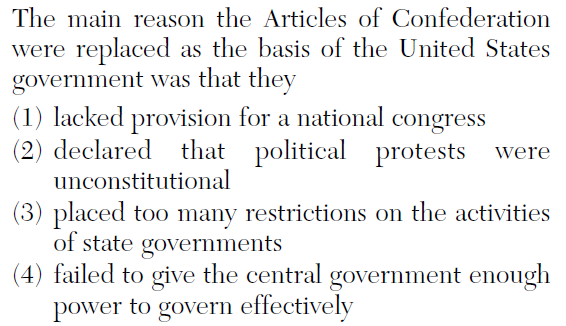 The main reason the Articles of Confederation
were replaced as the basis of the United States
government was that they
(1) lacked provision for a national congress
(2) declared that political protests were
unconstitutional
(3) placed too many restrictions on the activities
of state governments
(4) failed to give the central government enough
power to govern effectively